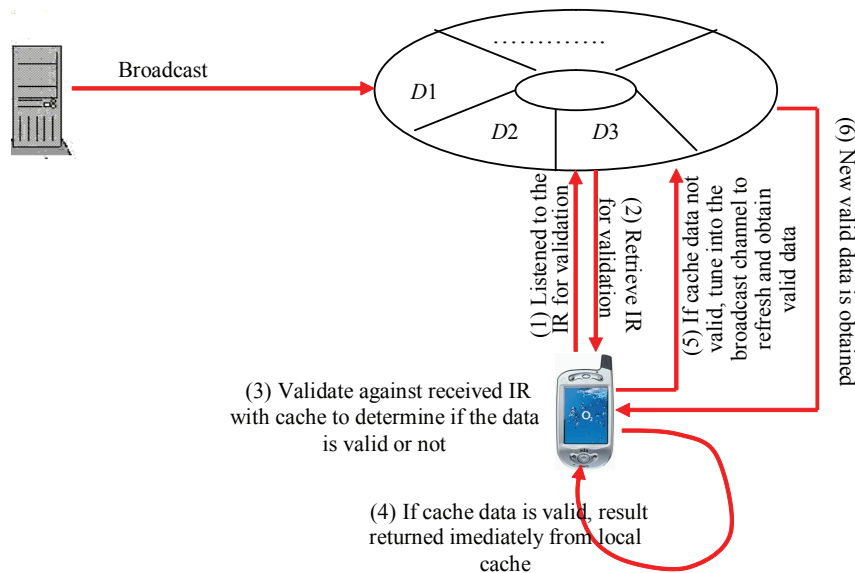 ............
Broadcast
D1
D2
D3
(1) Listened to the
IR for validation
(2) Retrieve IR
for validation
(5) If cache data not
valid, tune into the
broadcast channel to
refresh and obtain
valid data
(6) New valid data is obtained
(3) Validate against received IR
with cache to determine if the data
is valid or not
O2
(4) If cache data is valid, result
returned imediately from local
cache